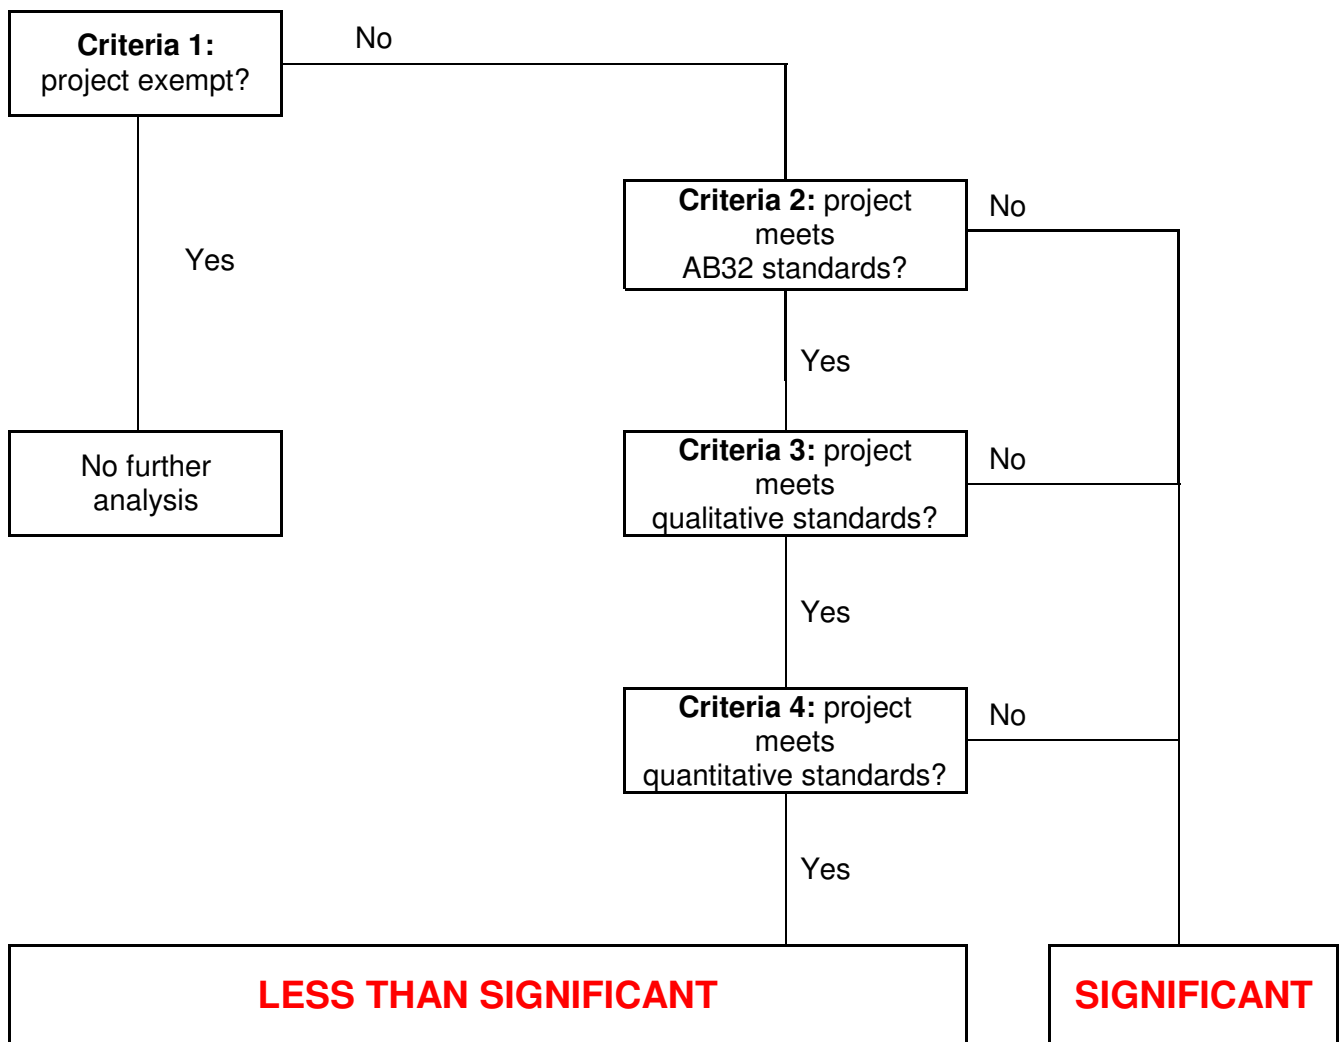 Criteria 1:
project exempt?
No
Criteria 2: project
meets
AB32 standards?
No
Yes
Yes
Criteria 3: project
meets
qualitative standards?
No
No further
analysis
Yes
Criteria 4: project
meets
quantitative standards?
No
Yes
LESS THAN SIGNIFICANT
SIGNIFICANT